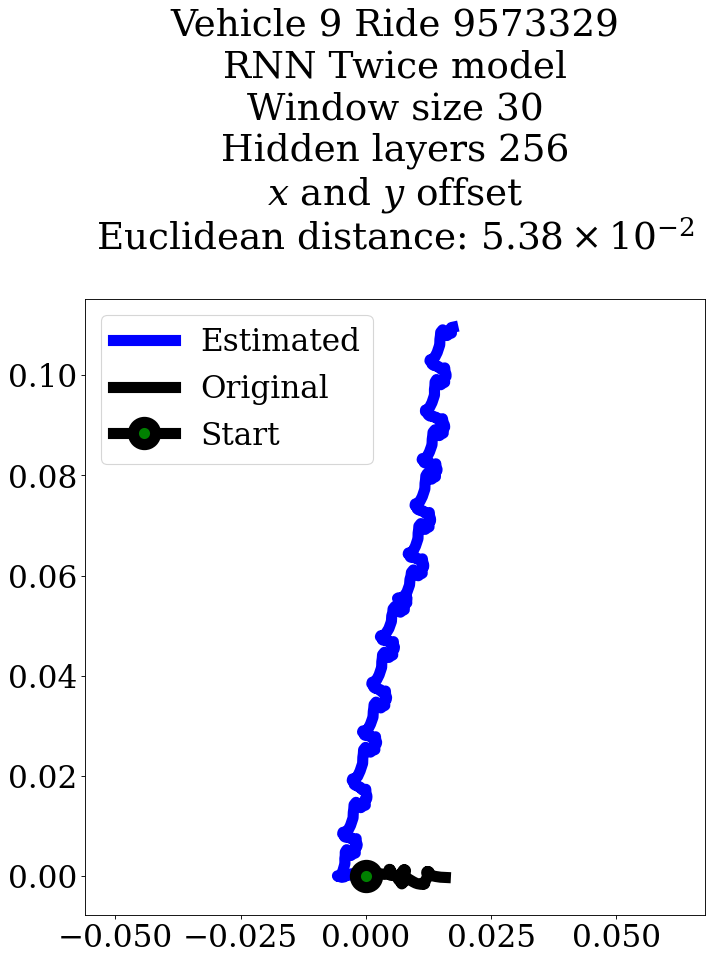 Vehicle 9 Ride 9573329
RNN Twice model
Window size 30
Hidden layers 256
x and y offset
Euclidean distance: 5.38 × 10⁻²
Estimated
Original
Start
0.10
0.08
0.06
0.04
0.02
0.00
−0.050 −0.025 0.000 0.025 0.050